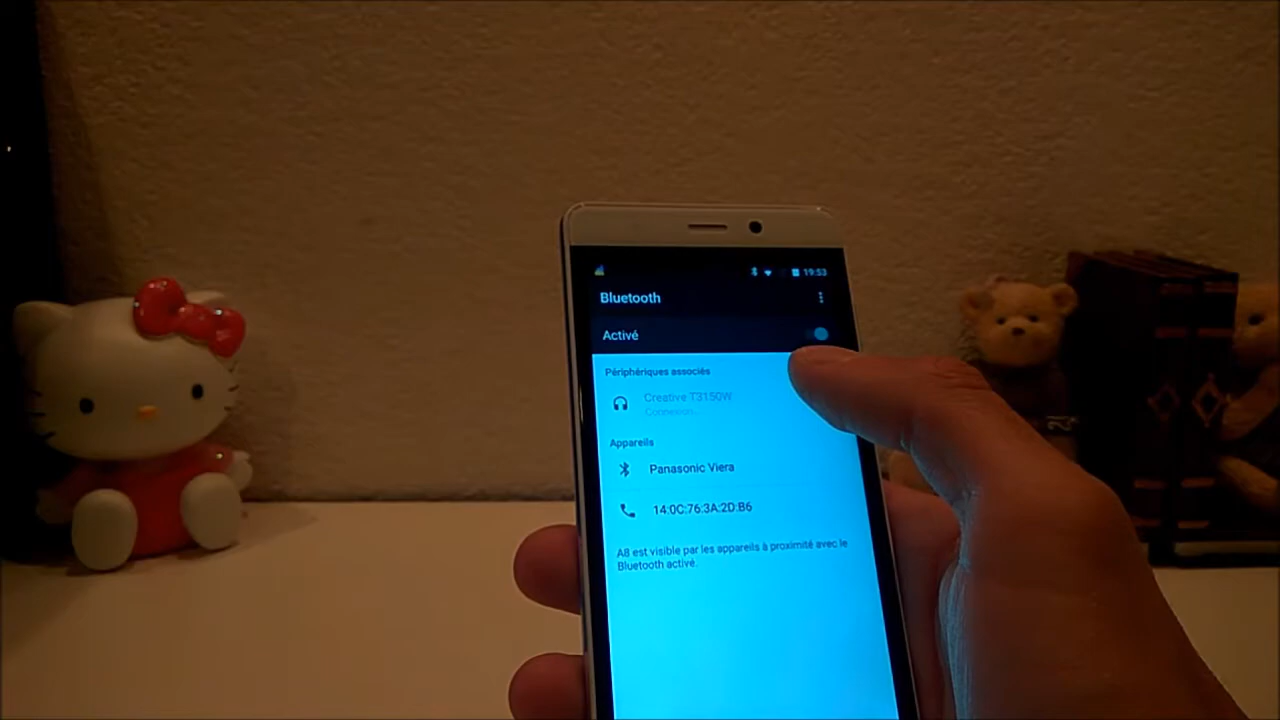 19:53
Bluetooth
Activé
Périphériques associés
Creative T3150W
Connexion...
Appareils
Panasonic Viera
14:0C:76:3A:2D:B6
A8 est visible par les appareils à proximité avec le
Bluetooth activé.